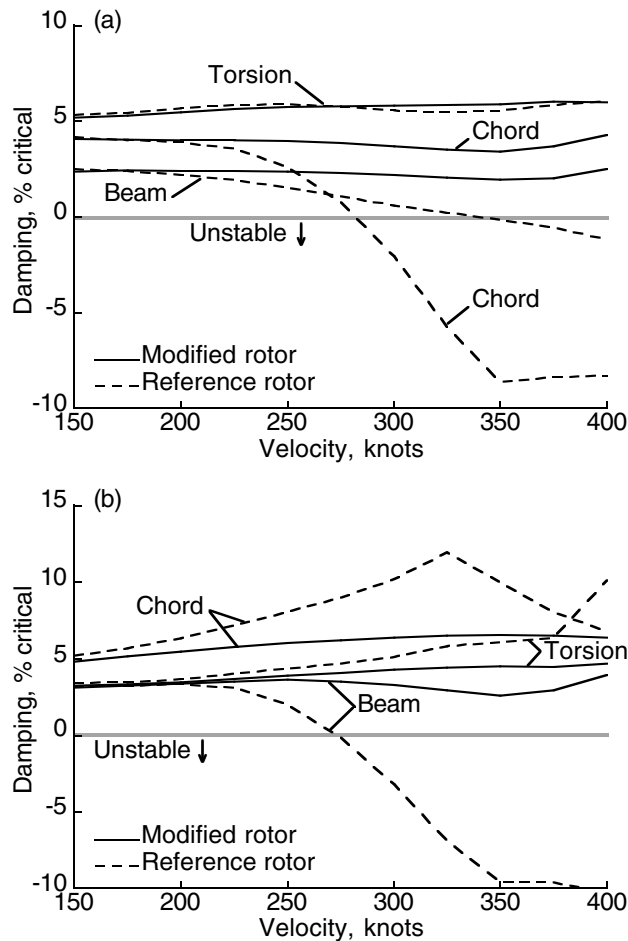 (a)
10
5
0
-5
-10
Damping, % critical
Torsion
Chord
Beam
Unstable ↓
Chord
Modified rotor
Reference rotor
150 200 250 300 350 400
Velocity, knots
(b)
15
10
5
0
-5
-10
Damping, % critical
Chord
Torsion
Beam
Unstable ↓
Modified rotor
Reference rotor
150 200 250 300 350 400
Velocity, knots